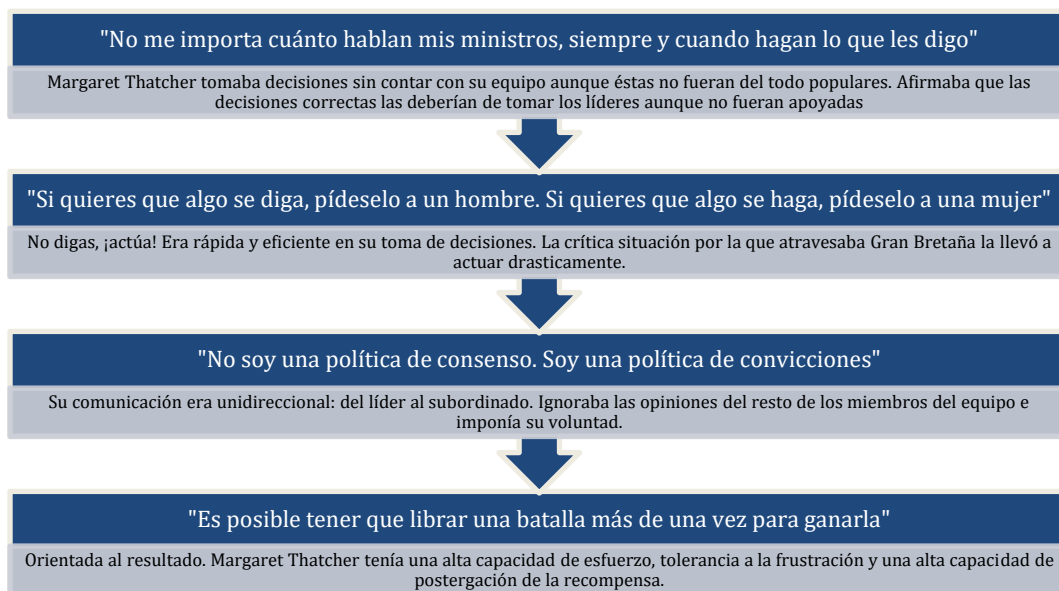 "No me importa cuánto hablan mis ministros, siempre y cuando hagan lo que les digo"
Margaret Thatcher tomaba decisiones sin contar con su equipo aunque éstas no fueran del todo populares. Afirmaba que las
decisiones correctas las deberían de tomar los líderes aunque no fueran apoyadas
"Si quieres que algo se diga, pídeselo a un hombre. Si quieres que algo se haga, pídeselo a una mujer"
No digas, ¡actúa! Era rápida y eficiente en su toma de decisiones. La crítica situación por la que atravesaba Gran Bretaña la llevó a
actuar drasticamente.
"No soy una política de consenso. Soy una política de convicciones"
Su comunicación era unidireccional: del líder al subordinado. Ignoraba las opiniones del resto de los miembros del equipo e
imponía su voluntad.
"Es posible tener que librar una batalla más de una vez para ganarla"
Orientada al resultado. Margaret Thatcher tenía una alta capacidad de esfuerzo, tolerancia a la frustración y una alta capacidad de
postergación de la recompensa.